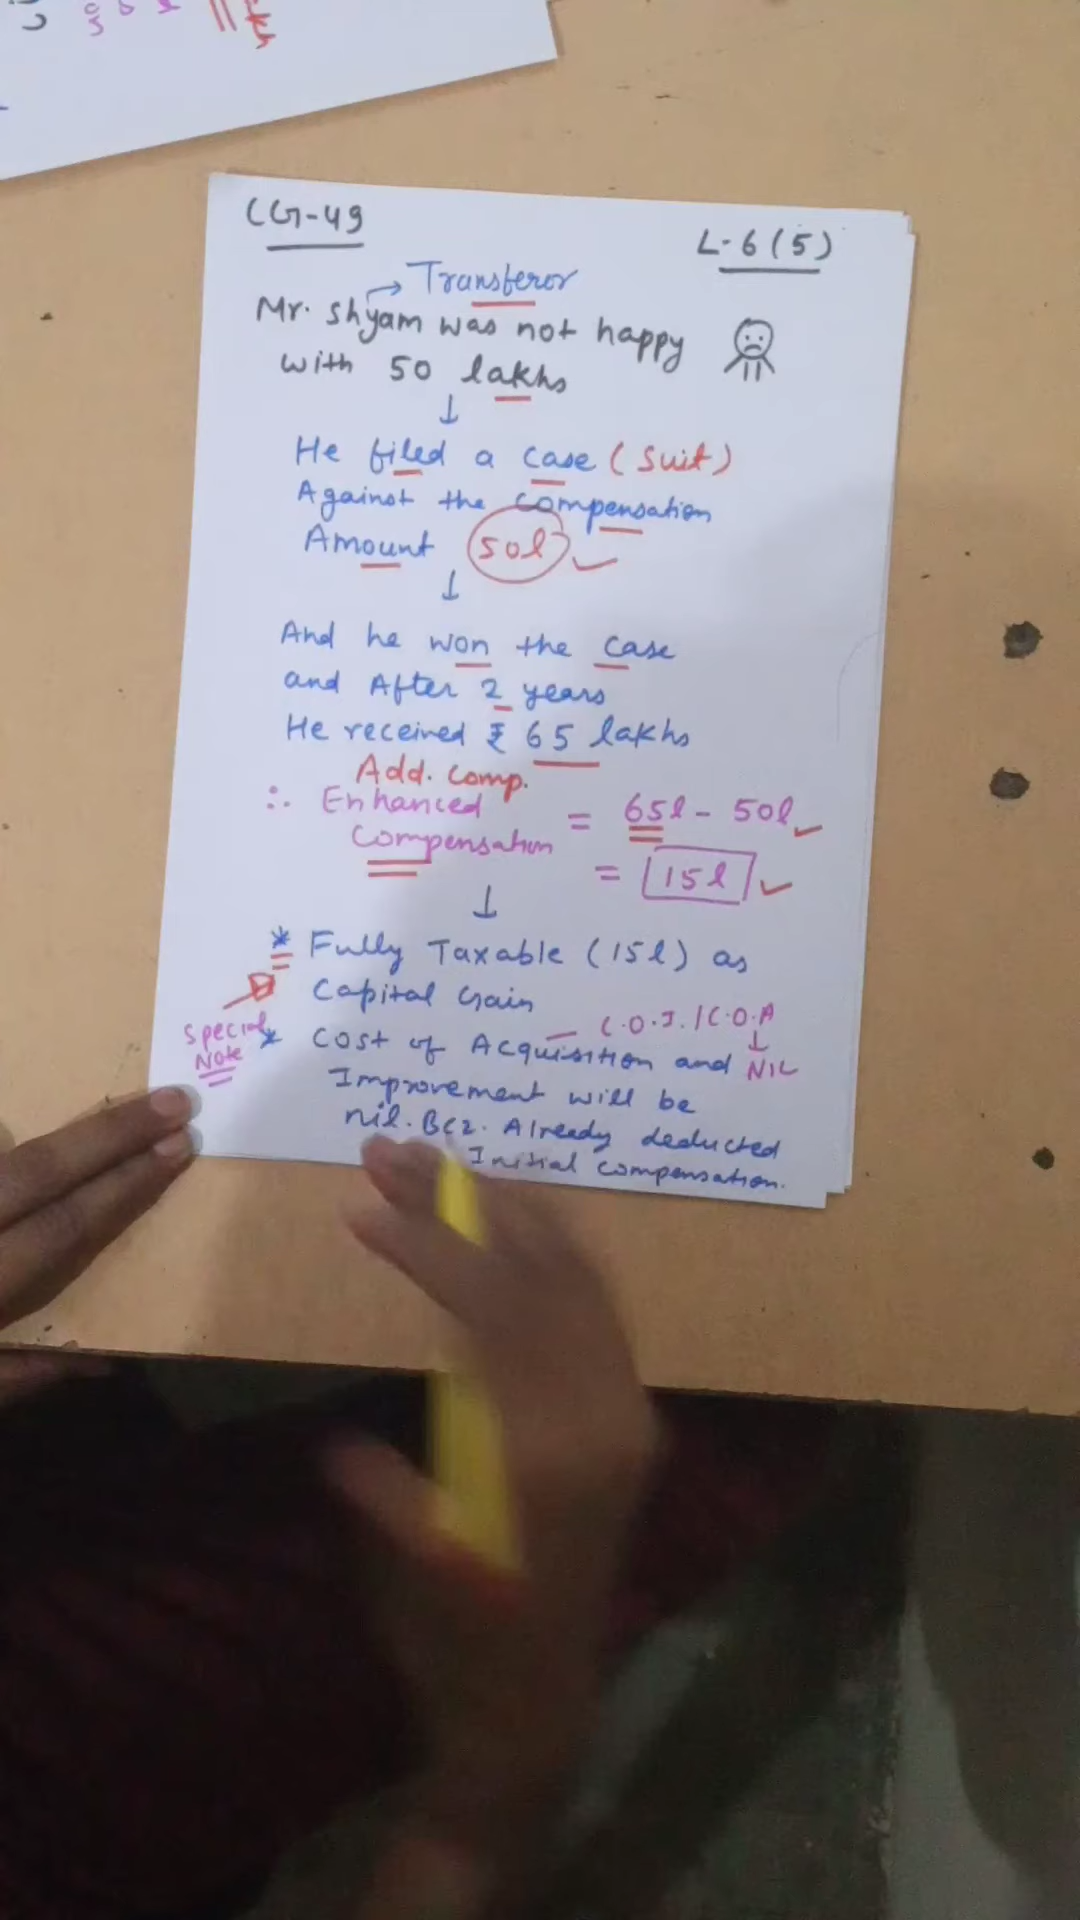 CG-49
L-6(5)
→ Transferor
Mr. Shyam was not happy
with 50 lakhs
↓
He filed a case (suit)
Against the compensation
Amount 50l ✓
↓
And he won the case
and After 2 years
He received ₹ 65 lakhs
Add. comp.
∴ Enhanced
compensation = 65l - 50l ✓
= 15l ✓
↓
* Fully Taxable (15l) as
capital Gain
Special
Note
C.O.I./C.O.A
↓
NIL
* Cost of Acquisition and
Improvement will be
nil. Bcz. Already deducted
Initial compensation.